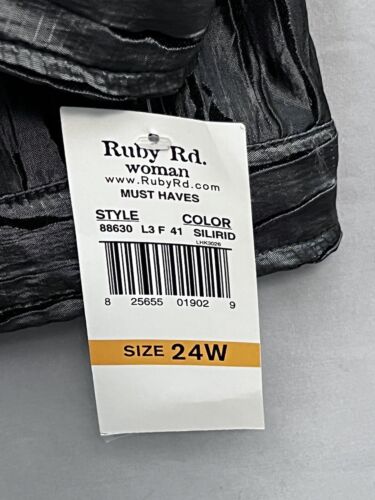 Ruby Rd.
woman
www.RubyRd.com
MUST HAVES
STYLE COLOR
88630 L3 F 41 SILIRID
LHK3026
8 25655 01902 9
SIZE 24W